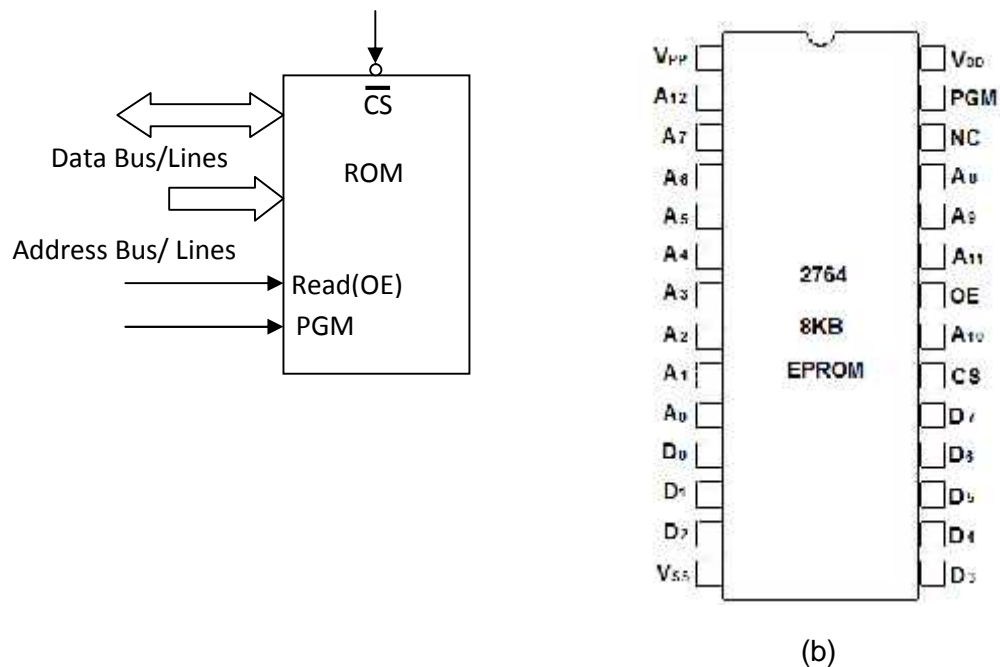 CS
Data Bus/Lines
ROM
Address Bus/ Lines
Read(OE)
PGM
VPP
A12
A7
A6
A5
A4
A3
A2
A1
A0
D0
D1
D2
VSS
2764
8KB
EPROM
VDD
PGM
NC
A8
A9
A11
OE
A10
CS
D7
D6
D5
D4
D3
(b)